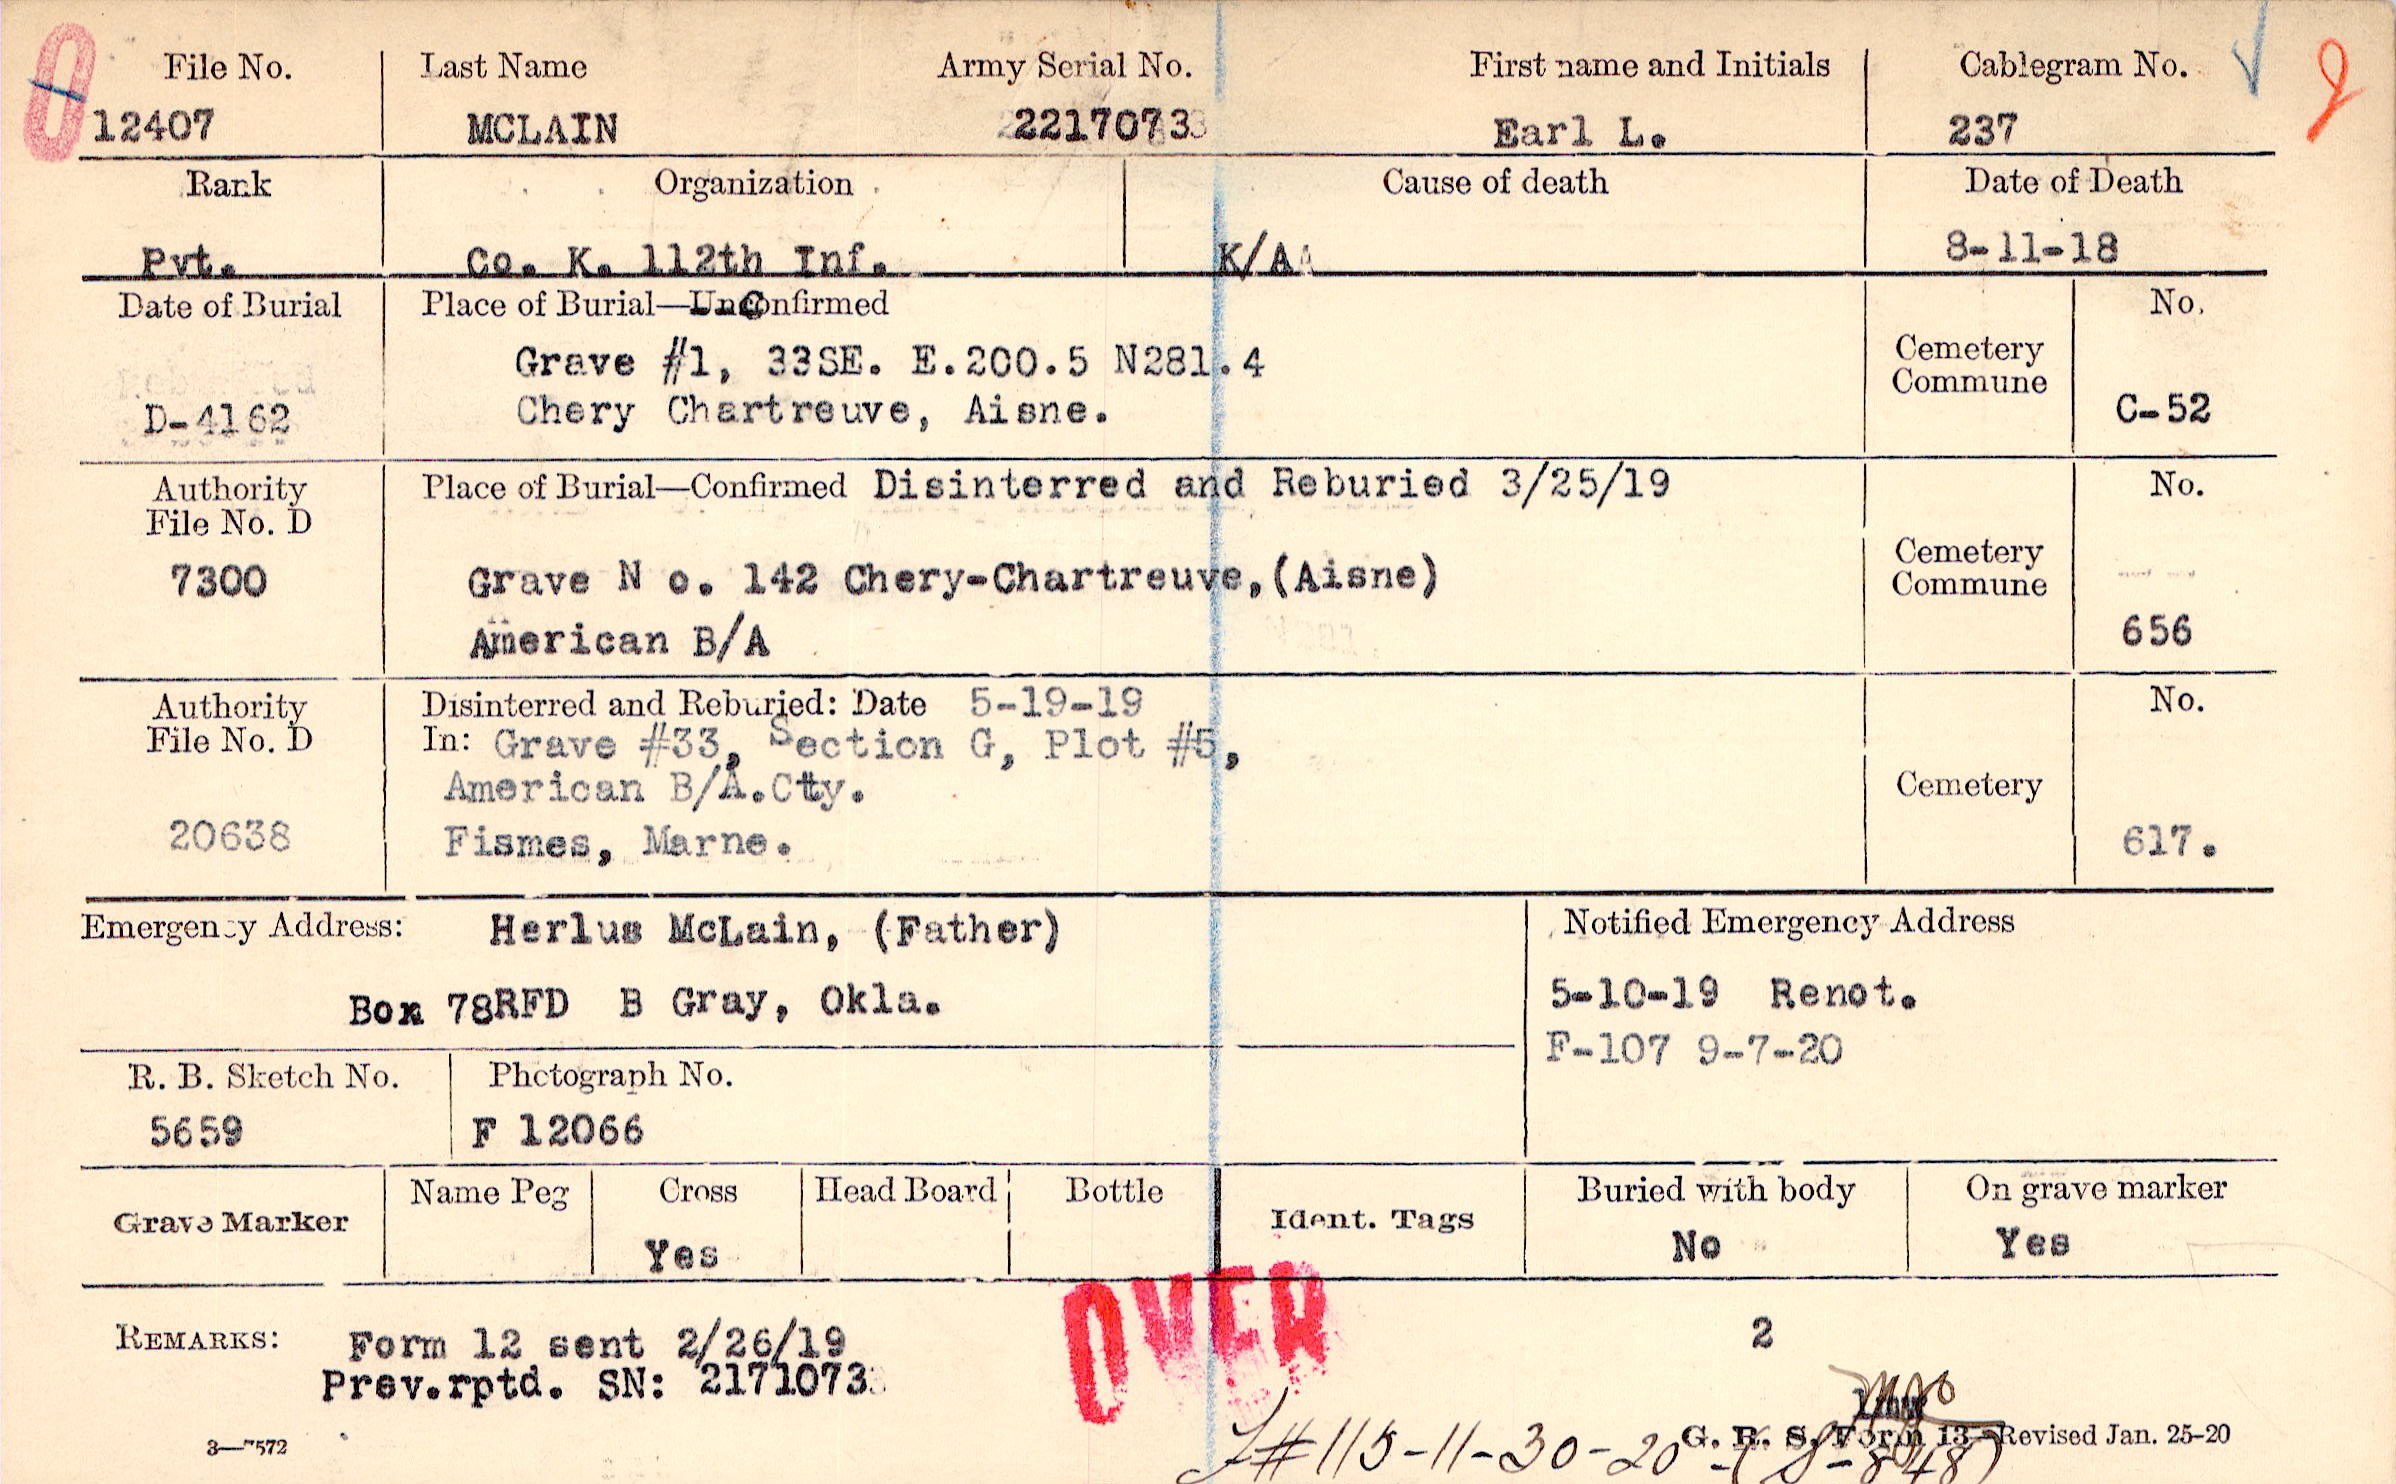 File No. Last Name Army Serial No. First name and Initials Cablegram No.
12407 MCLAIN 2217073 Earl L. 237
Rank Organization Cause of death Date of Death
Pvt. Co. K. 112th Inf. K/A 8-11-18
Date of Burial Place of Burial—Unconfirmed No.
Grave #1, 33SE. E.200.5 N281.4 Cemetery
Commune
D-4162 Chery Chartreuve, Aisne. C-52
Authority Place of Burial—Confirmed Disinterred and Reburied 3/25/19 No.
File No. D
Cemetery
7300 Grave N o. 142 Chery-Chartreuve,(Aisne) Commune
American B/A 656
Authority Disinterred and Reburied: Date 5-19-19 No.
File No. D In: Grave #33, Section G, Plot #5,
American B/A.Cty. Cemetery
20638 Fismes, Marne. 617.
Emergency Address: Herlus McLain, (Father) Notified Emergency Address
Box 78RFD B Gray, Okla. 5-10-19 Renot.
F-107 9-7-20
R. B. Sketch No. Photograph No.
5659 F 12066
Name Peg Cross Head Board Bottle Buried with body On grave marker
Grave Marker Ident. Tags
Yes No Yes
OVER
REMARKS: Form 12 sent 2/26/19 2
Prev.rptd. SN: 2171073
3—7572 G. R. S. Form 13—Revised Jan. 25-20
#115-11-30-20